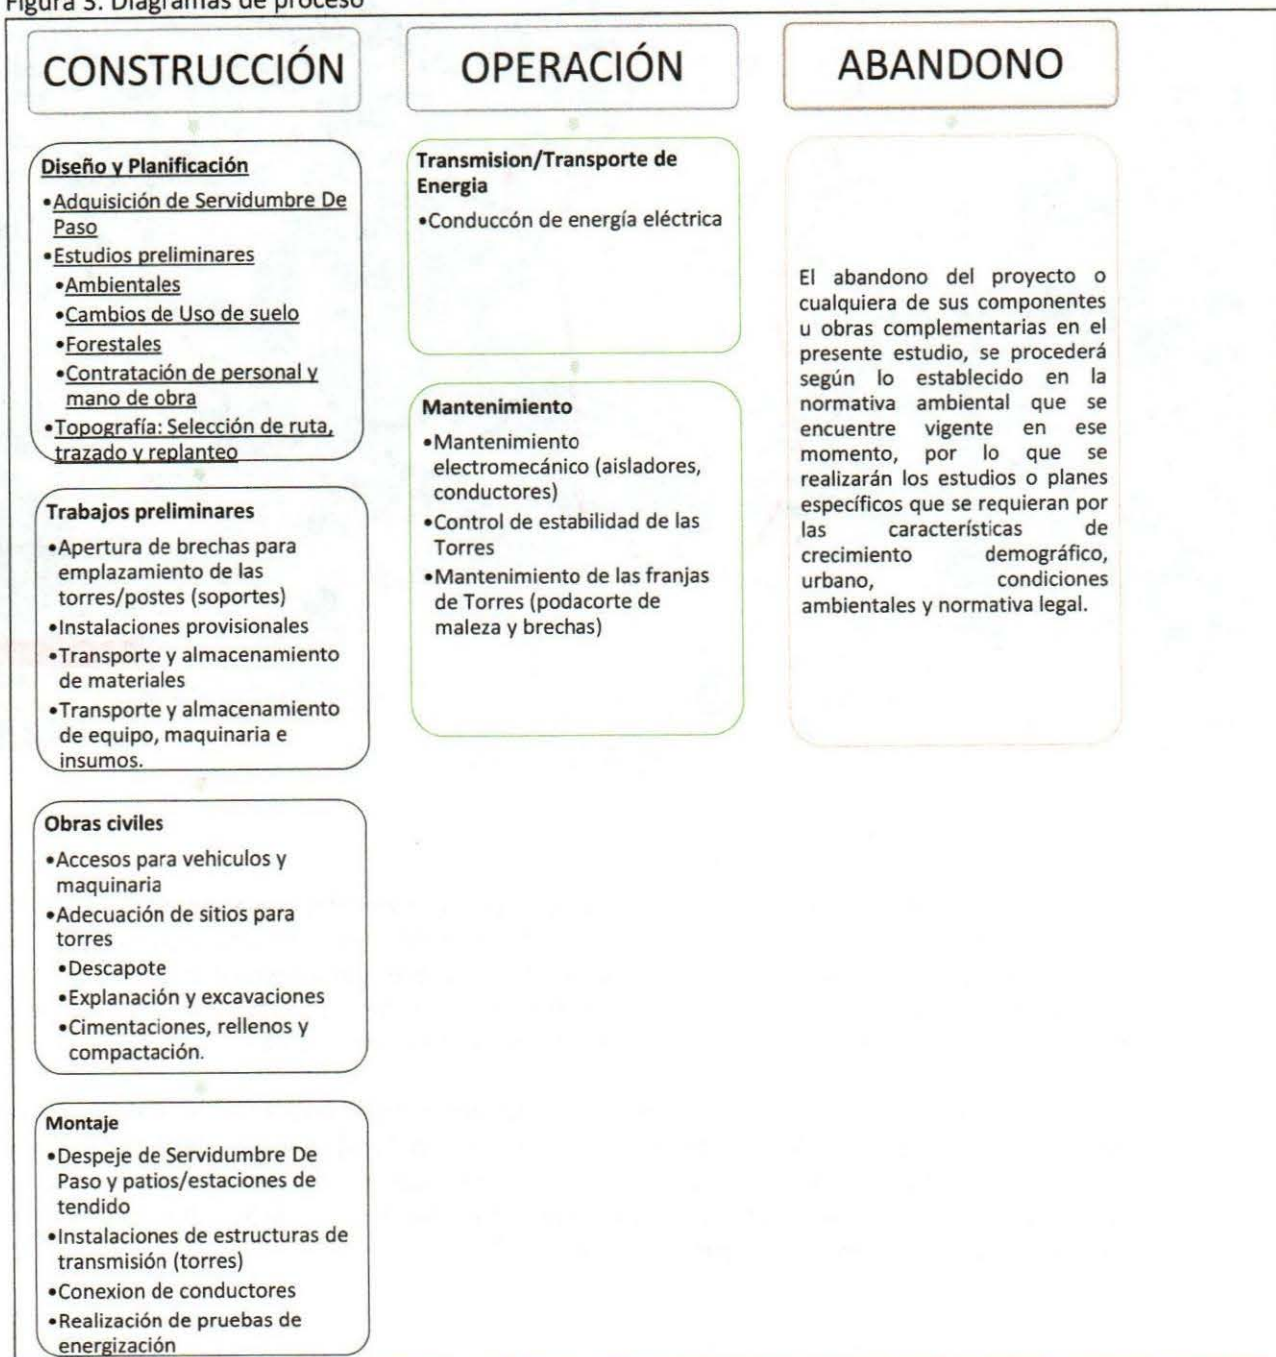 Figura 3. Diagramas de proceso
CONSTRUCCIÓN
Diseño y Planificación
•Adquisición de Servidumbre De
Paso
•Estudios preliminares
•Ambientales
•Cambios de Uso de suelo
•Forestales
•Contratación de personal y
mano de obra
•Topografía: Selección de ruta,
trazado y replanteo
Trabajos preliminares
•Apertura de brechas para
emplazamiento de las
torres/postes (soportes)
•Instalaciones provisionales
•Transporte y almacenamiento
de materiales
•Transporte y almacenamiento
de equipo, maquinaria e
insumos.
Obras civiles
•Accesos para vehiculos y
maquinaria
•Adecuación de sitios para
torres
•Descapote
•Explanación y excavaciones
•Cimentaciones, rellenos y
compactación.
Montaje
•Despeje de Servidumbre De
Paso y patios/estaciones de
tendido
•Instalaciones de estructuras de
transmisión (torres)
•Conexion de conductores
•Realización de pruebas de
energización
OPERACIÓN
Transmision/Transporte de
Energia
•Conduccón de energía eléctrica
Mantenimiento
•Mantenimiento
electromecánico (aisladores,
conductores)
•Control de estabilidad de las
Torres
•Mantenimiento de las franjas
de Torres (podacorte de
maleza y brechas)
ABANDONO
El abandono del proyecto o
cualquiera de sus componentes
u obras complementarias en el
presente estudio, se procederá
según lo establecido en la
normativa ambiental que se
encuentre vigente en ese
momento, por lo que se
realizarán los estudios o planes
específicos que se requieran por
las características de
crecimiento demográfico,
urbano, condiciones
ambientales y normativa legal.